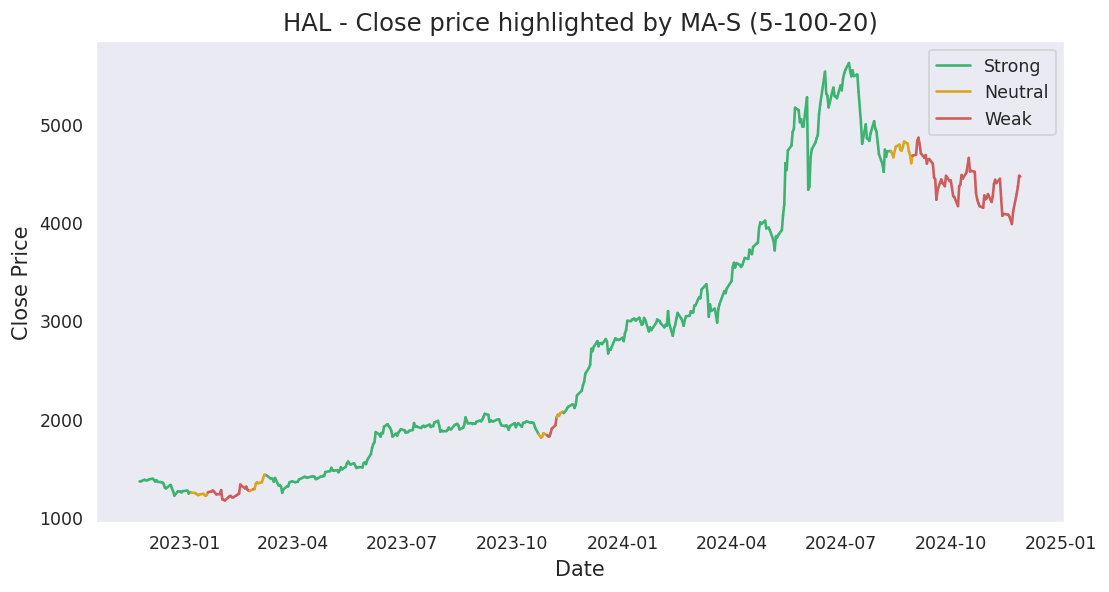 HAL - Close price highlighted by MA-S (5-100-20)
Strong
Neutral
Weak
Close Price
5000
4000
3000
2000
1000
2023-01 2023-04 2023-07 2023-10 2024-01 2024-04 2024-07 2024-10 2025-01
Date